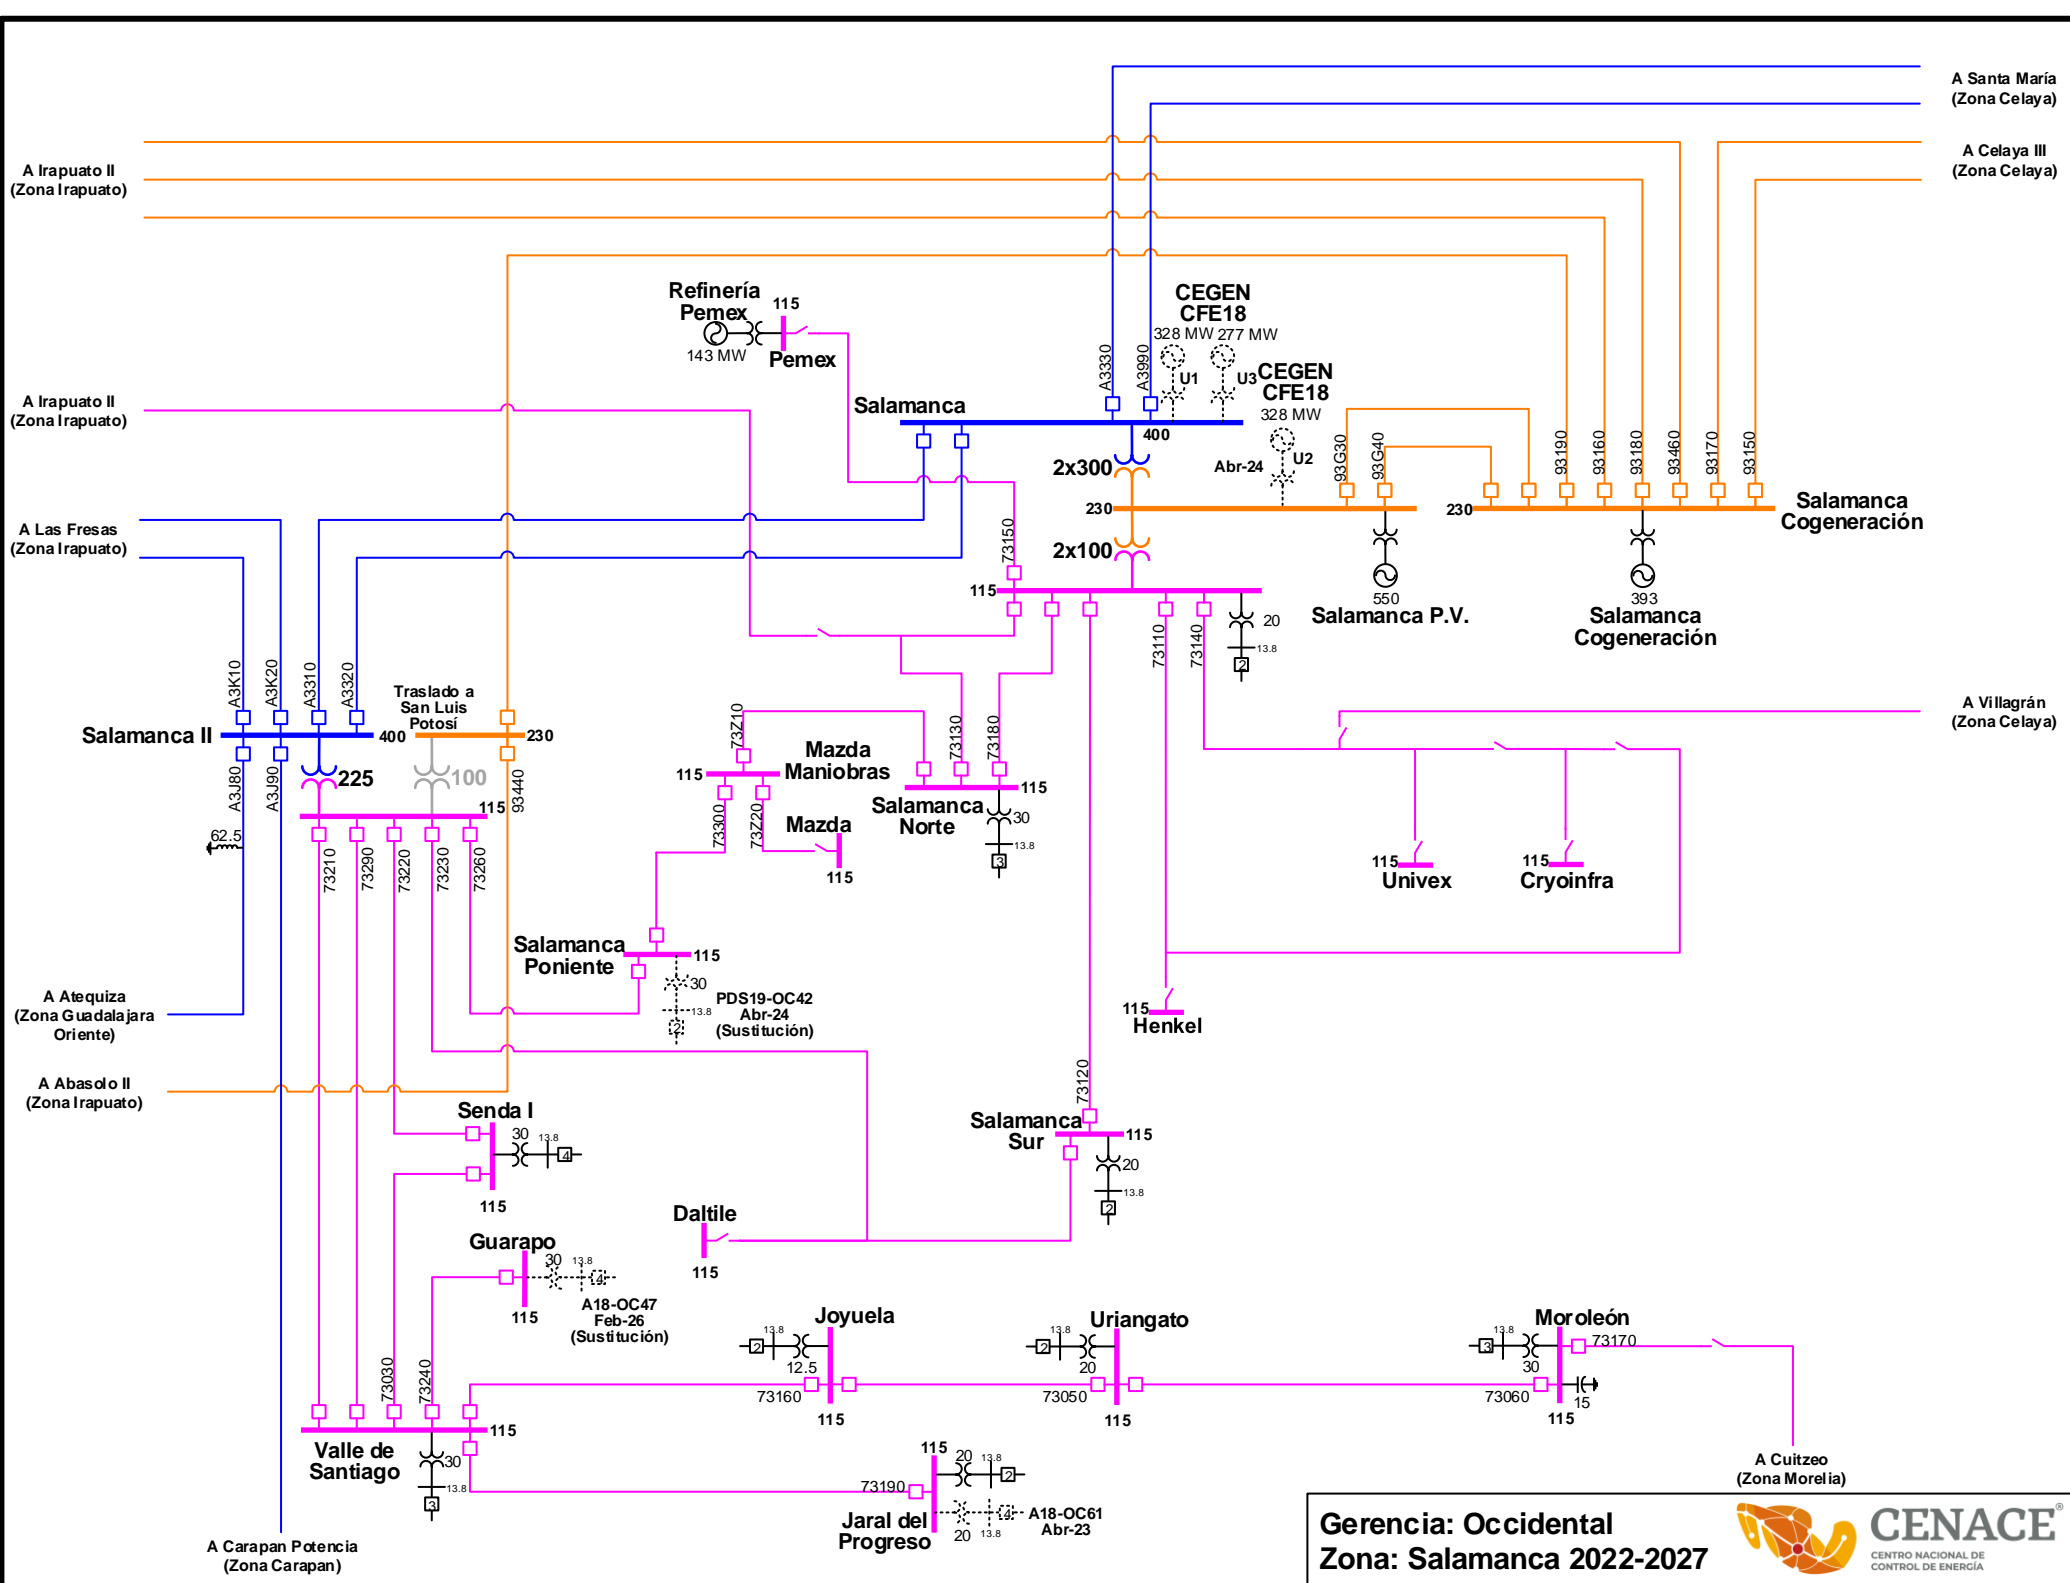 A Santa María
(Zona Celaya)
A Irapuato II
(Zona Irapuato)
A Celaya III
(Zona Celaya)
Refinería
Pemex
115
143 MW
Pemex
CEGEN
CFE18
328 MW
277 MW
A3330
A3990
U1
U3
CEGEN
CFE18
328 MW
U2
Abr-24
A Irapuato II
(Zona Irapuato)
Salamanca
400
2x300
230
2x100
93G30
93G40
93190
93160
93180
93460
93170
93150
230
Salamanca
Cogeneración
550
Salamanca P.V.
393
Salamanca
Cogeneración
A Las Fresas
(Zona Irapuato)
73150
115
73110
73140
20
13.8
2
A3K10
A3K20
A3310
A3320
Traslado a
San Luis
Potosí
Salamanca II
400
230
225
100
A3J80
A3J90
93440
115
62.5
73210
73290
73220
73230
73260
73Z10
Mazda
Maniobras
115
73300
73Z20
Mazda
115
73130
73180
115
Salamanca
Norte
30
13.8
3
A Villagrán
(Zona Celaya)
115
Univex
115
Cryoinfra
Salamanca
Poniente
115
30
13.8
2
PDS19-OC42
Abr-24
(Sustitución)
A Atequiza
(Zona Guadalajara
Oriente)
115
Henkel
A Abasolo II
(Zona Irapuato)
73120
Salamanca
Sur
115
20
13.8
2
Senda I
30
13.8
4
115
Daltile
115
Guarapo
30
13.8
4
115
A18-OC47
Feb-26
(Sustitución)
73030
73240
Joyuela
13.8
2
12.5
73160
115
Uriangato
13.8
2
20
73050
115
Moroleón
13.8
3
30
73170
73060
15
115
115
Valle de
Santiago
30
13.8
3
115
20
13.8
2
73190
Jaral del
Progreso
20
13.8
4
A18-OC61
Abr-23
A Cuitzeo
(Zona Morelia)
A Carapan Potencia
(Zona Carapan)
Gerencia: Occidental
Zona: Salamanca 2022-2027
CENACE®
CENTRO NACIONAL DE
CONTROL DE ENERGÍA